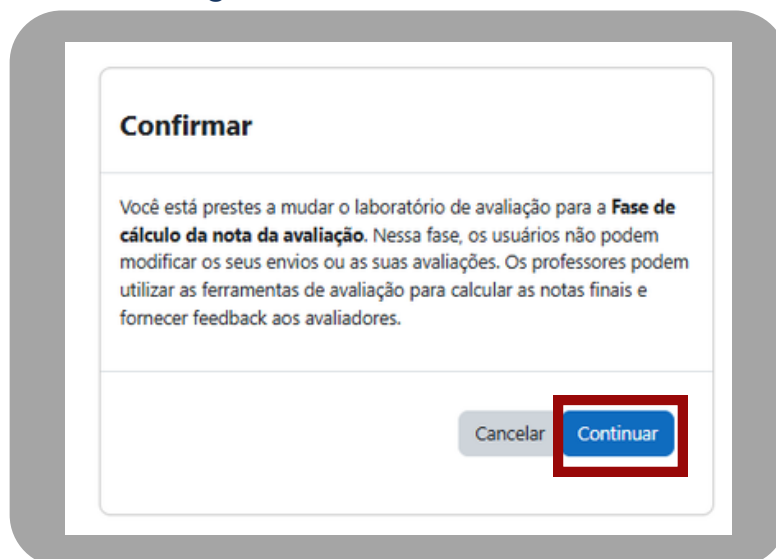 Confirmar
Você está prestes a mudar o laboratório de avaliação para a Fase de
cálculo da nota da avaliação. Nessa fase, os usuários não podem
modificar os seus envios ou as suas avaliações. Os professores podem
utilizar as ferramentas de avaliação para calcular as notas finais e
fornecer feedback aos avaliadores.
Cancelar
Continuar